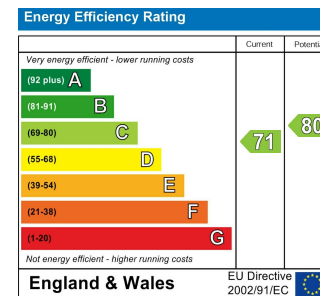 Energy Efficiency Rating
Current Potentia
Very energy efficient - lower running costs
(92 plus) A
(81-91) B
(69-80) C
(55-68) D
(39-54) E
(21-38) F
(1-20) G
71
80
Not energy efficient - higher running costs
England & Wales
EU Directive
2002/91/EC